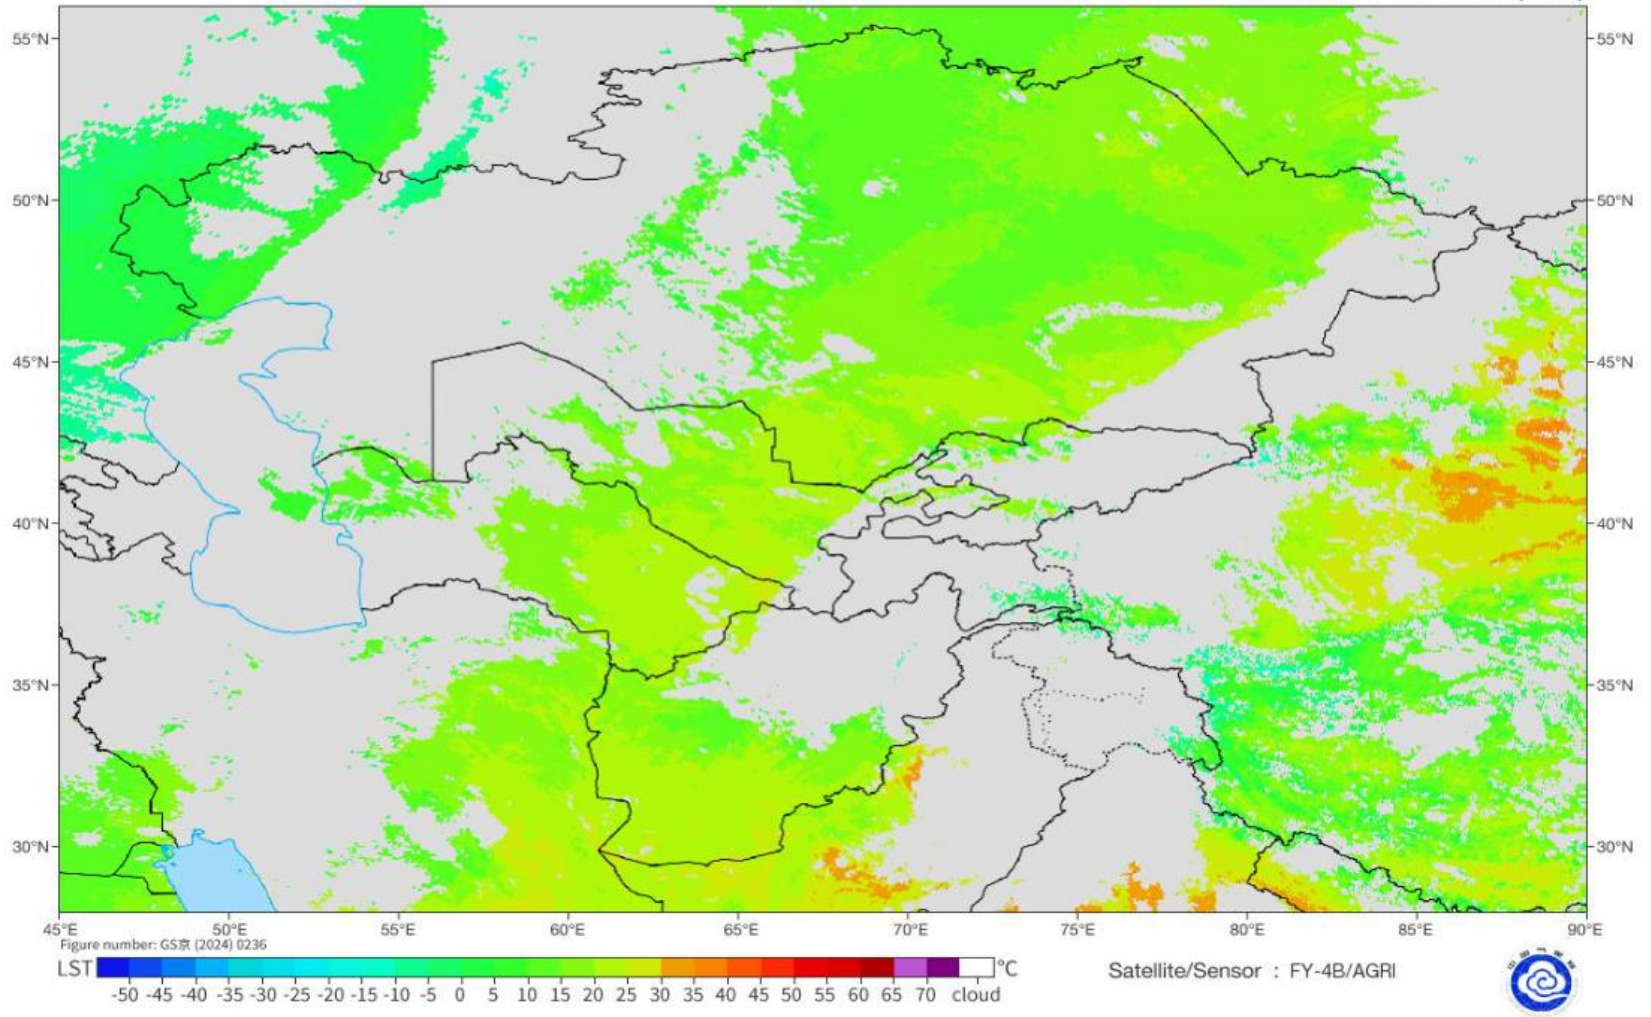 55°N 55°N
50°N 50°N
45°N 45°N
40°N 40°N
35°N 35°N
30°N 30°N
45°E 50°E 55°E 60°E 65°E 70°E 75°E 80°E 85°E 90°E
Figure number: GS京 (2024) 0236
LST °C
-50 -45 -40 -35 -30 -25 -20 -15 -10 -5 0 5 10 15 20 25 30 35 40 45 50 55 60 65 70 cloud
Satellite/Sensor : FY-4B/AGRI